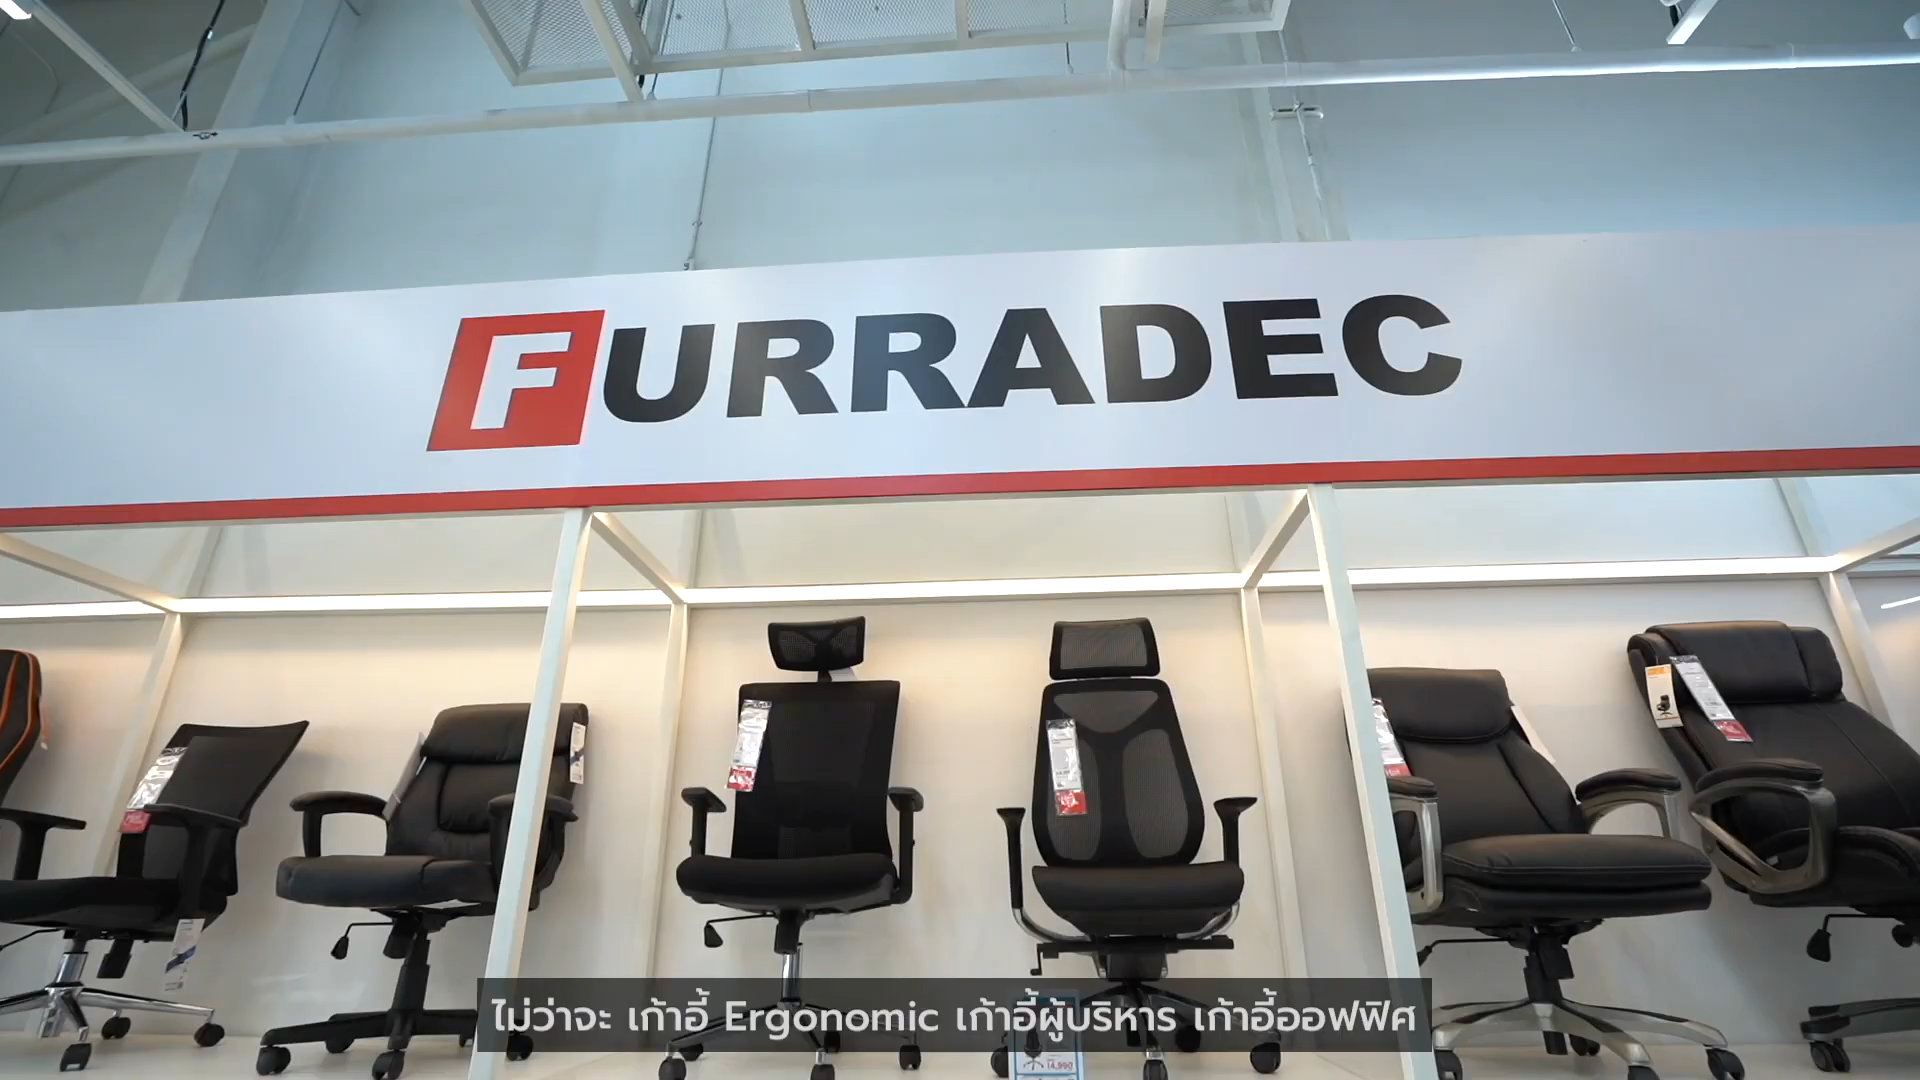 FURRADEC
ไม่ว่าจะ เก้าอี้ Ergonomic เก้าอี้ผู้บริหาร เก้าอี้ออฟฟิศ